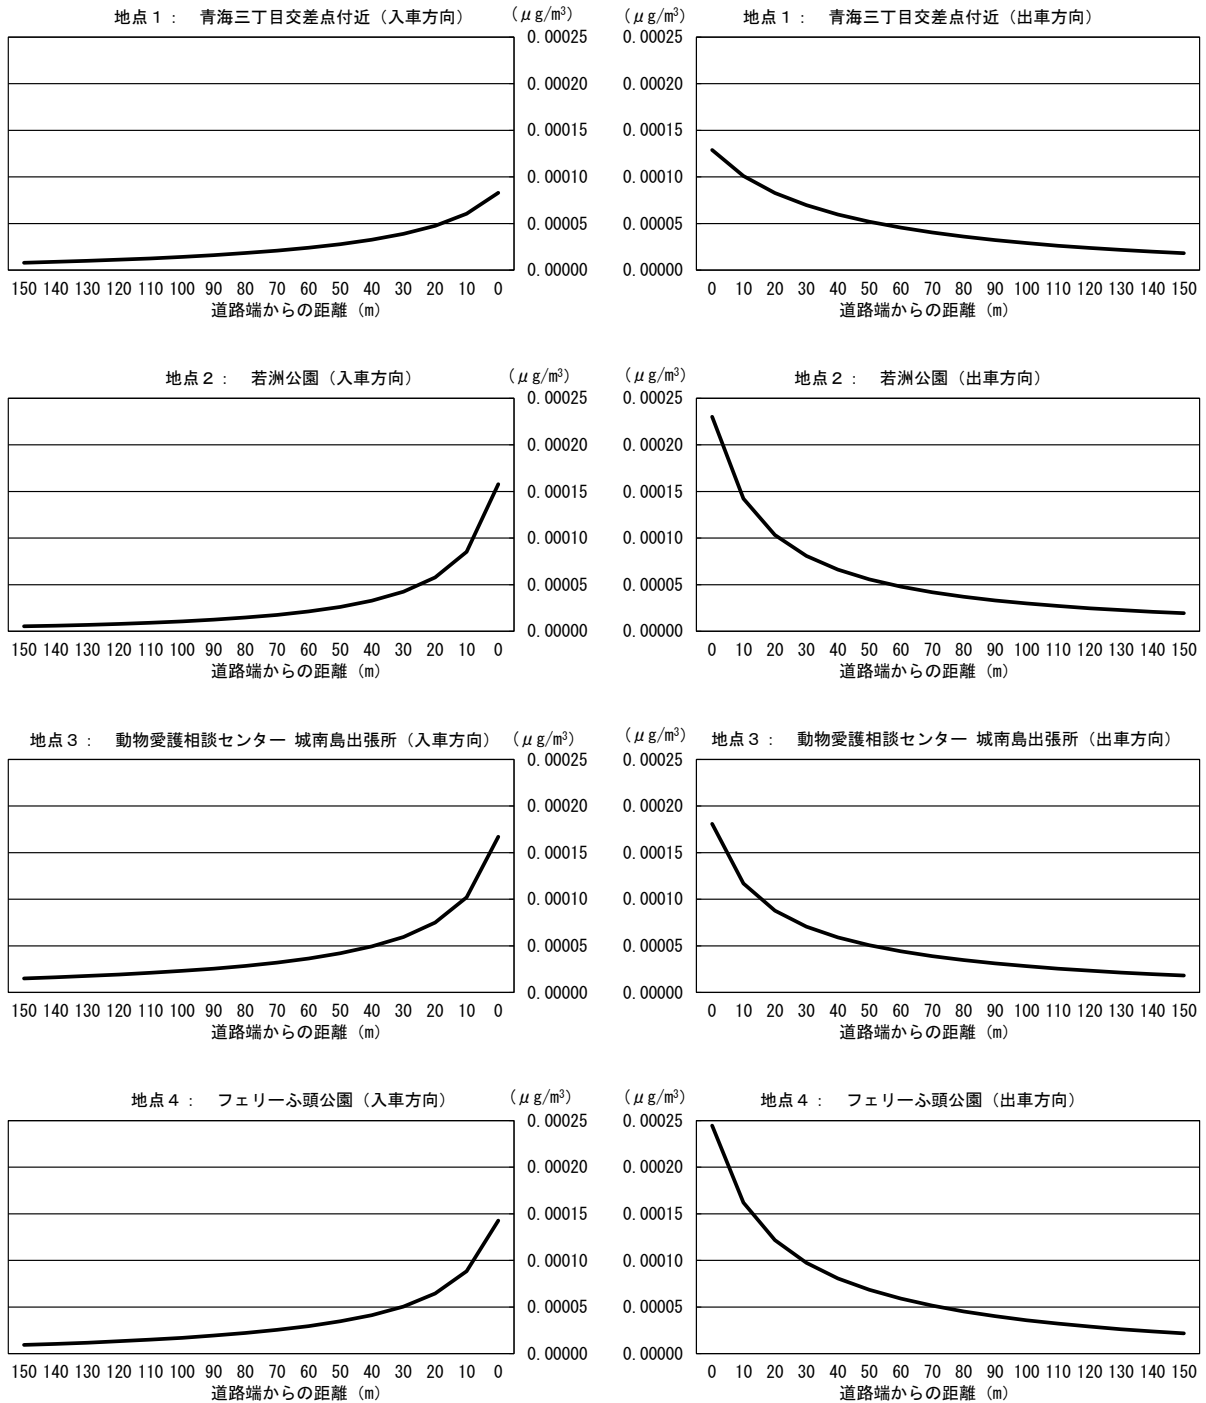 地点１： 青海三丁目交差点付近（入車方向） （μg/m³）
0.00025
0.00020
0.00015
0.00010
0.00005
0.00000
150 140 130 120 110 100 90 80 70 60 50 40 30 20 10 0
道路端からの距離（m）
（μg/m³） 地点１： 青海三丁目交差点付近（出車方向）
0.00025
0.00020
0.00015
0.00010
0.00005
0.00000
0 10 20 30 40 50 60 70 80 90 100 110 120 130 140 150
道路端からの距離（m）
地点２： 若洲公園（入車方向） （μg/m³）
0.00025
0.00020
0.00015
0.00010
0.00005
0.00000
150 140 130 120 110 100 90 80 70 60 50 40 30 20 10 0
道路端からの距離（m）
（μg/m³） 地点２： 若洲公園（出車方向）
0.00025
0.00020
0.00015
0.00010
0.00005
0.00000
0 10 20 30 40 50 60 70 80 90 100 110 120 130 140 150
道路端からの距離（m）
地点３： 動物愛護相談センター 城南島出張所（入車方向） （μg/m³）
0.00025
0.00020
0.00015
0.00010
0.00005
0.00000
150 140 130 120 110 100 90 80 70 60 50 40 30 20 10 0
道路端からの距離（m）
（μg/m³） 地点３： 動物愛護相談センター 城南島出張所（出車方向）
0.00025
0.00020
0.00015
0.00010
0.00005
0.00000
0 10 20 30 40 50 60 70 80 90 100 110 120 130 140 150
道路端からの距離（m）
地点４： フェリーふ頭公園（入車方向） （μg/m³）
0.00025
0.00020
0.00015
0.00010
0.00005
0.00000
150 140 130 120 110 100 90 80 70 60 50 40 30 20 10 0
道路端からの距離（m）
（μg/m³） 地点４： フェリーふ頭公園（出車方向）
0.00025
0.00020
0.00015
0.00010
0.00005
0.00000
0 10 20 30 40 50 60 70 80 90 100 110 120 130 140 150
道路端からの距離（m）